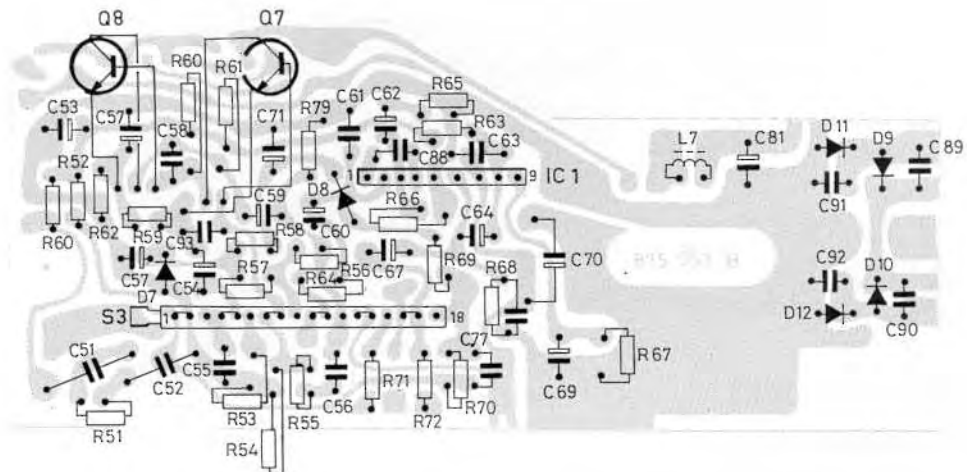 Q8 Q7
R60 R61 R65
C53 C57 C71 R79 C61 C62 R63
C58 C88 C63 L7 C81 D11 D9 C89
R52 1 9 IC 1
C59 D8 R66 C91
R60 R62 R59 C93 R58 C60 C64
C57 R57 R56 C67 R69 C70 C92 D10
D7 C54 R64 R68
S3 1 18 D12 C90
C51 C52 C55 C77 R67
R53 R55 C56 R71 R72 R70 C69
R51 R54